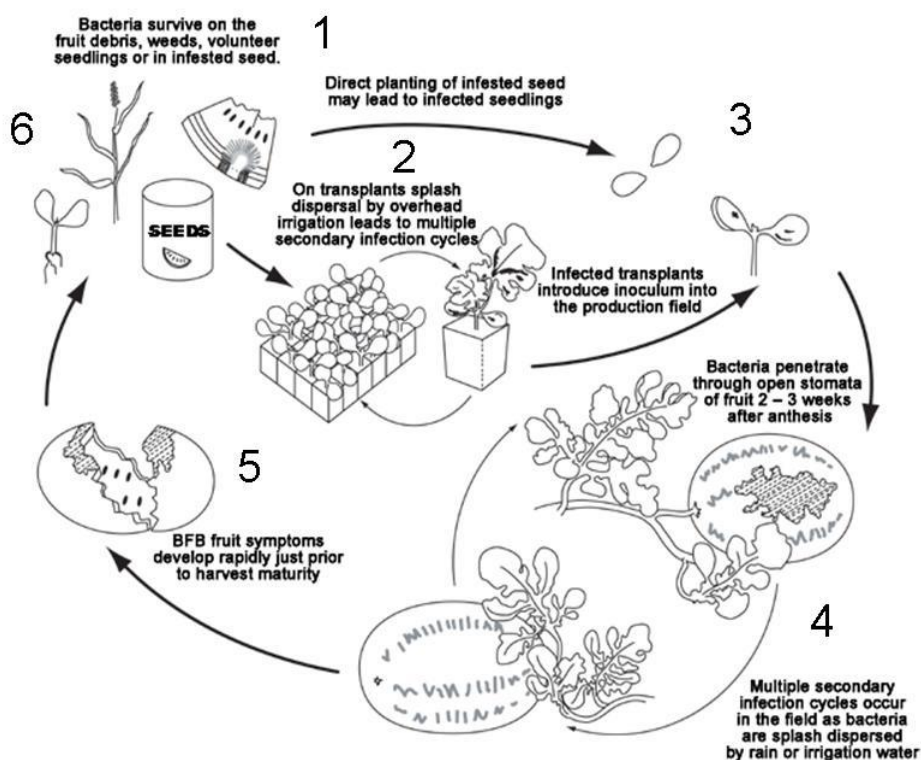 Bacteria survive on the
fruit debris, weeds, volunteer
seedlings or in infested seed.
1
Direct planting of infested seed
may lead to infected seedlings
6
2
3
On transplants splash
dispersal by overhead
irrigation leads to multiple
secondary infection cycles
SEEDS
Infected transplants
introduce inoculum into
the production field
Bacteria penetrate
through open stomata
of fruit 2 – 3 weeks
after anthesis
5
BFB fruit symptoms
develop rapidly just prior
to harvest maturity
4
Multiple secondary
infection cycles occur
in the field as bacteria
are splash dispersed
by rain or irrigation water